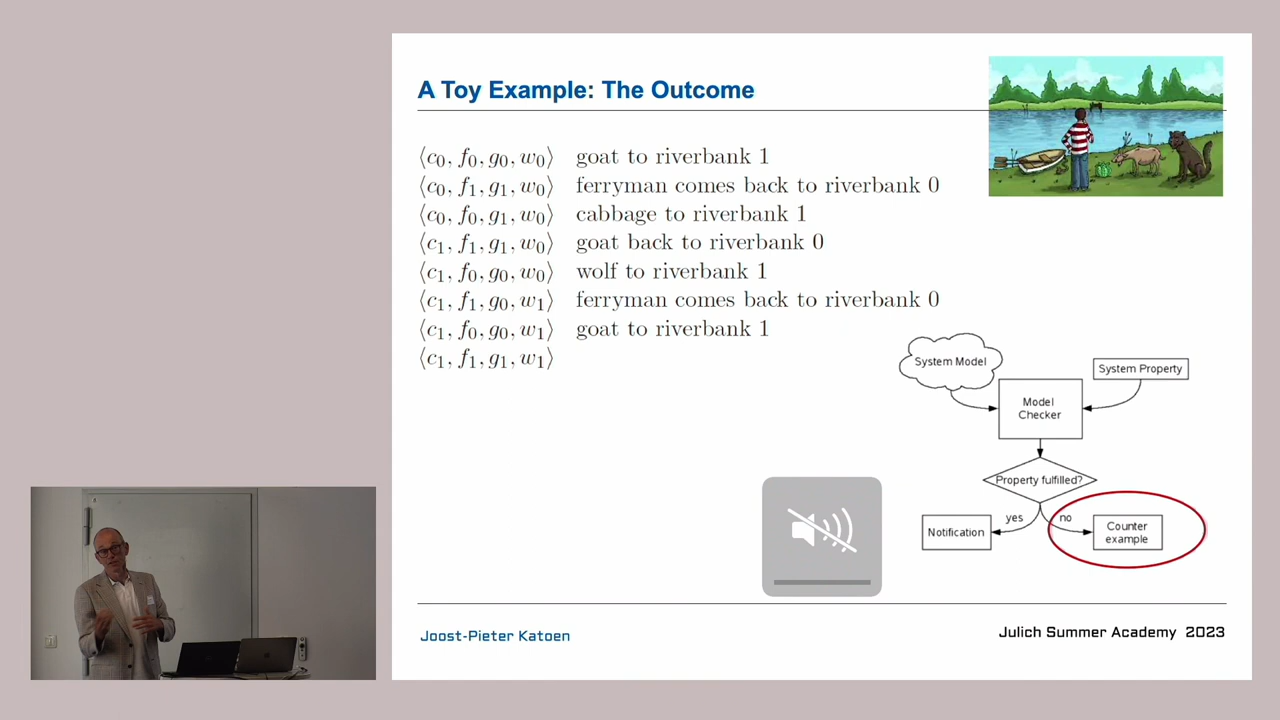 A Toy Example: The Outcome
⟨c₀, f₀, g₀, w₀⟩ goat to riverbank 1
⟨c₀, f₁, g₁, w₀⟩ ferryman comes back to riverbank 0
⟨c₀, f₀, g₁, w₀⟩ cabbage to riverbank 1
⟨c₁, f₁, g₁, w₀⟩ goat back to riverbank 0
⟨c₁, f₀, g₀, w₀⟩ wolf to riverbank 1
⟨c₁, f₁, g₀, w₁⟩ ferryman comes back to riverbank 0
⟨c₁, f₀, g₀, w₁⟩ goat to riverbank 1
⟨c₁, f₁, g₁, w₁⟩
System Model
System Property
Model
Checker
Property fulfilled?
yes
no
Notification
Counter
example
Joost-Pieter Katoen
Julich Summer Academy 2023